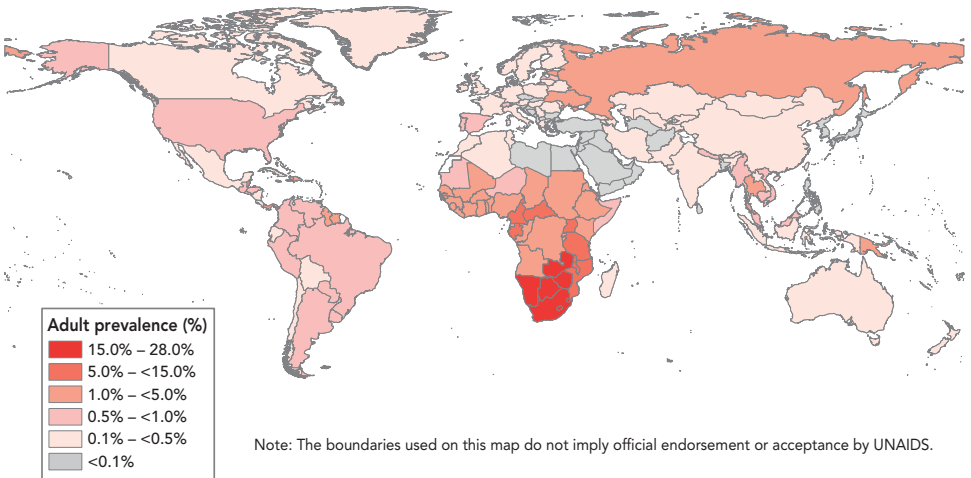 Adult prevalence (%)
15.0% – 28.0%
5.0% – <15.0%
1.0% – <5.0%
0.5% – <1.0%
0.1% – <0.5%
<0.1%
Note: The boundaries used on this map do not imply official endorsement or acceptance by UNAIDS.